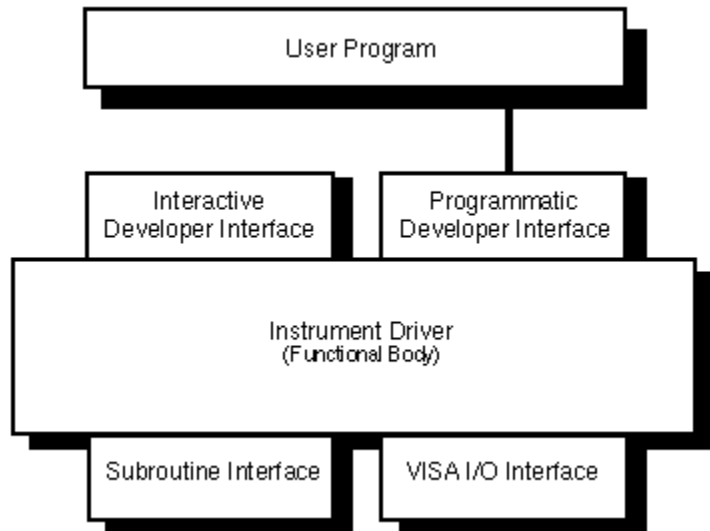 User Program
Interactive
Developer Interface
Programmatic
Developer Interface
Instrument Driver
(Functional Body)
Subroutine Interface
VISA I/O Interface